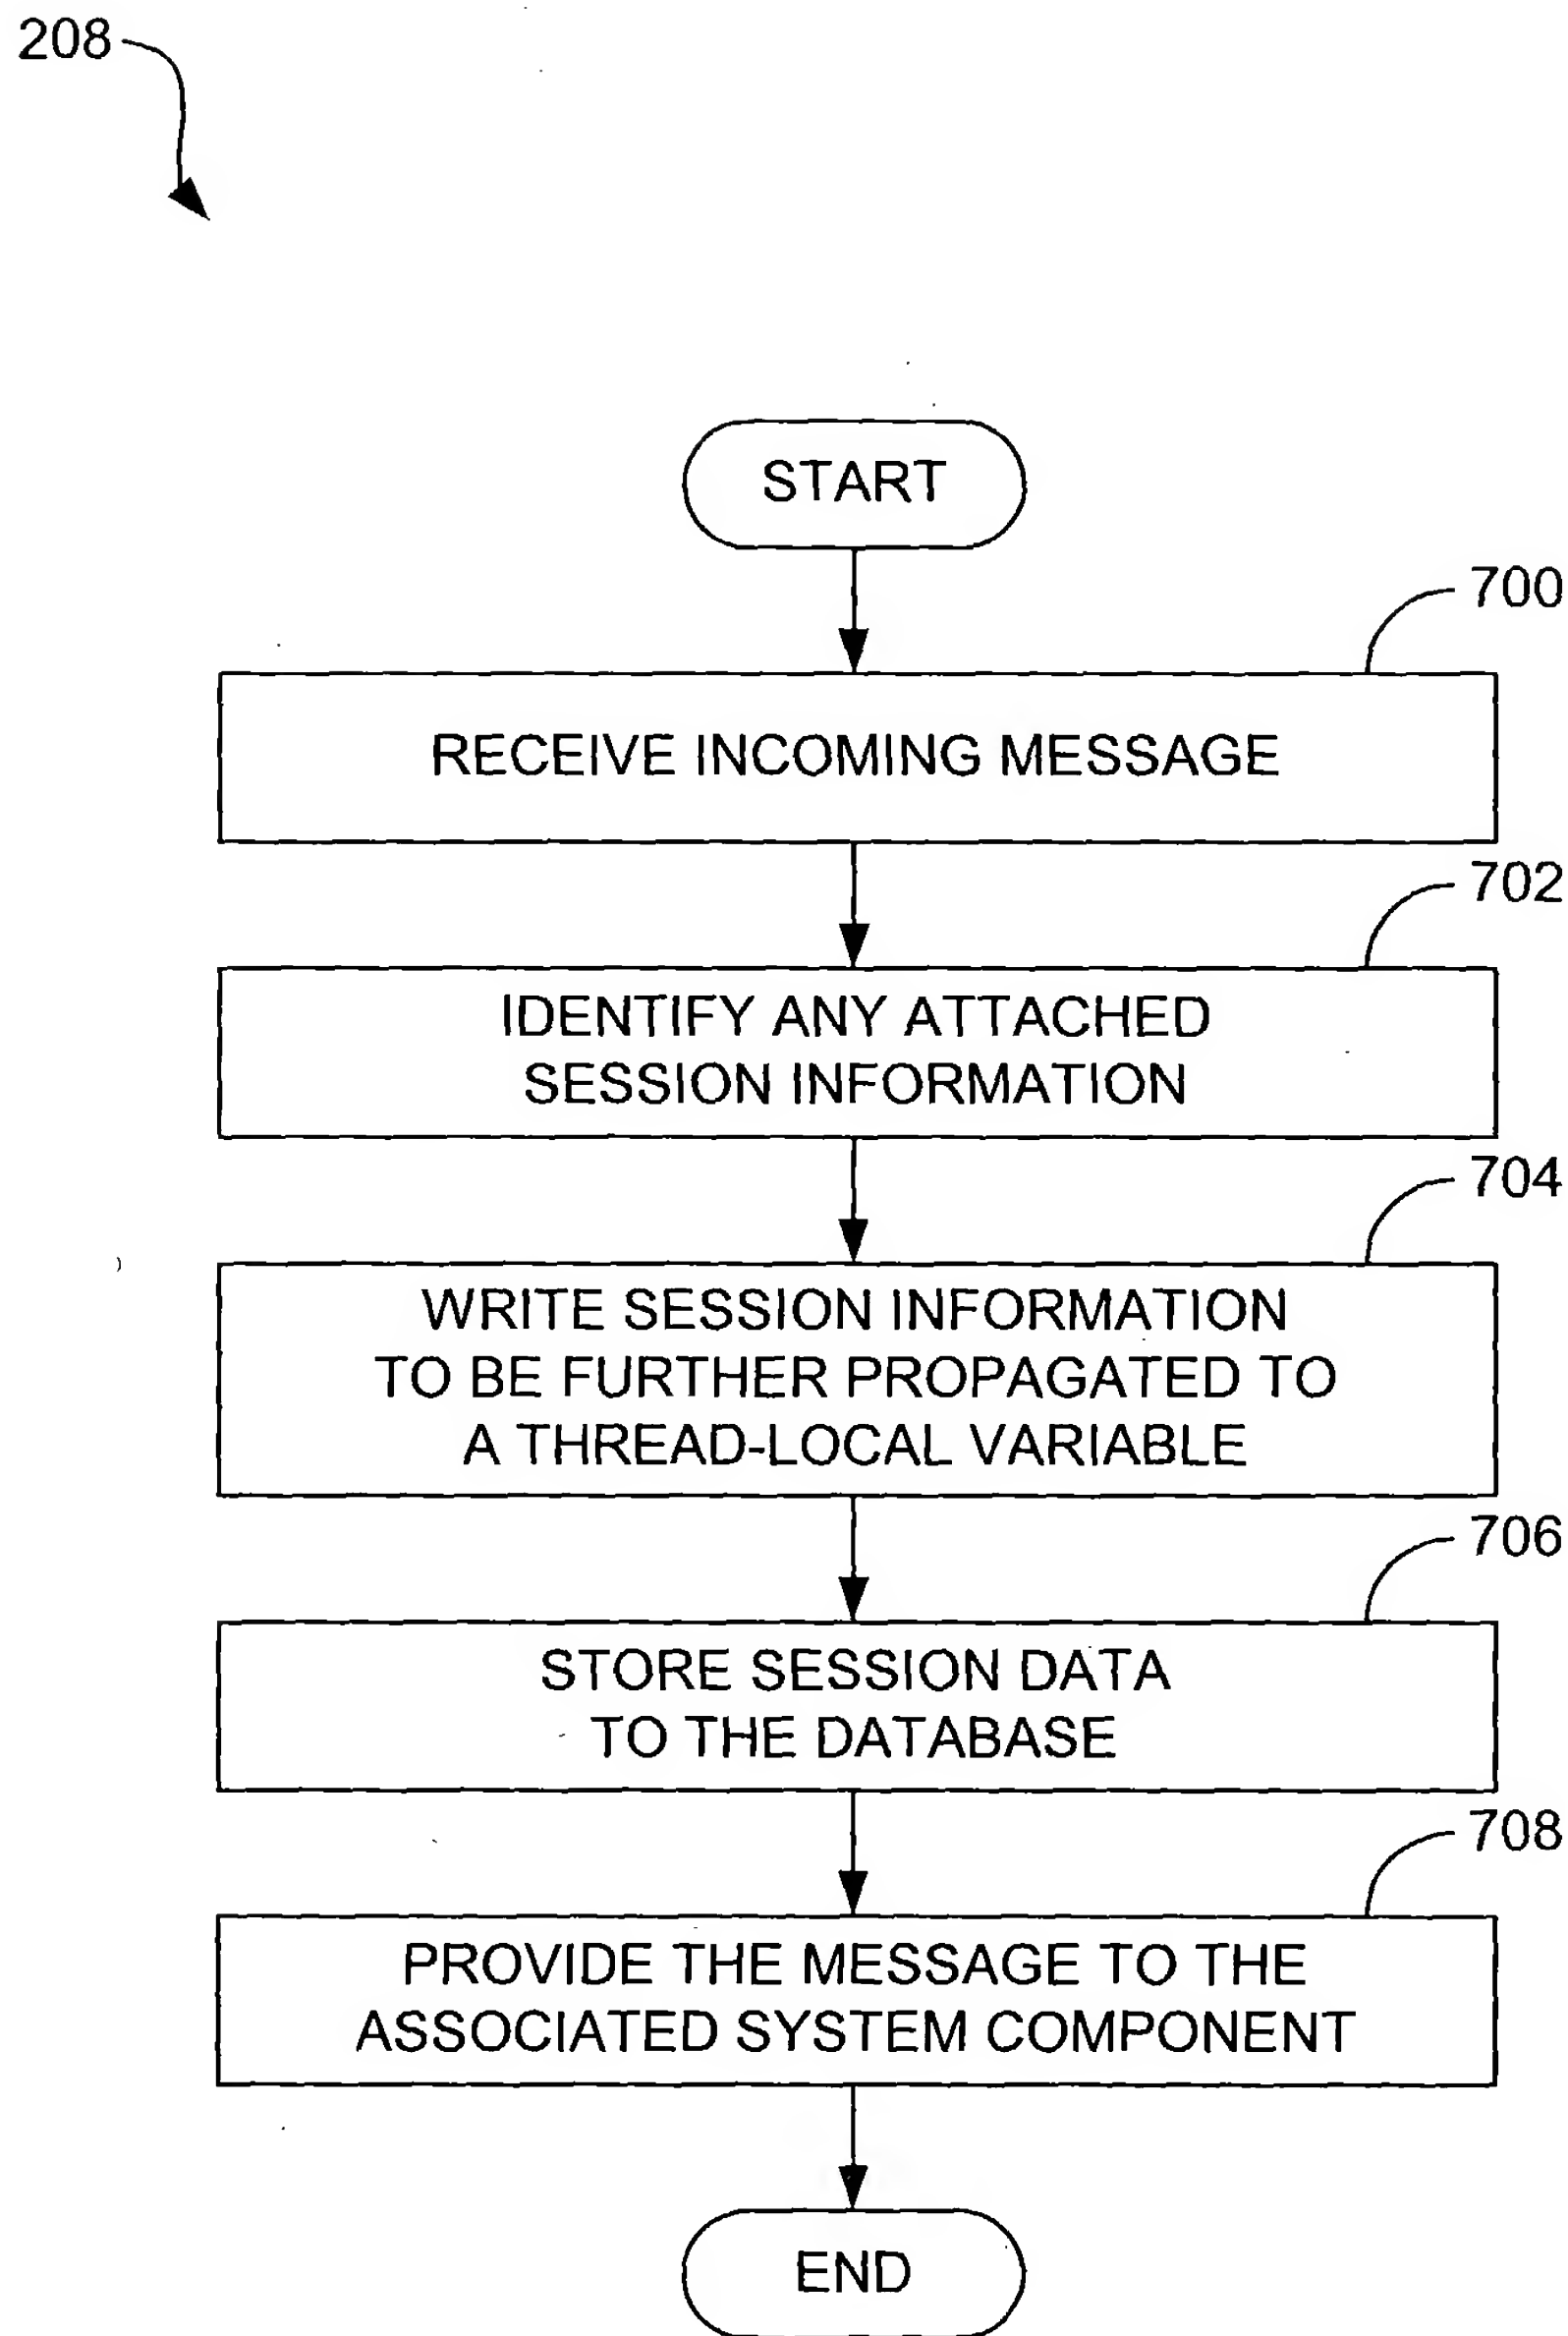 208
START
700
RECEIVE INCOMING MESSAGE
702
IDENTIFY ANY ATTACHED
SESSION INFORMATION
704
WRITE SESSION INFORMATION
TO BE FURTHER PROPAGATED TO
A THREAD-LOCAL VARIABLE
706
STORE SESSION DATA
TO THE DATABASE
708
PROVIDE THE MESSAGE TO THE
ASSOCIATED SYSTEM COMPONENT
END